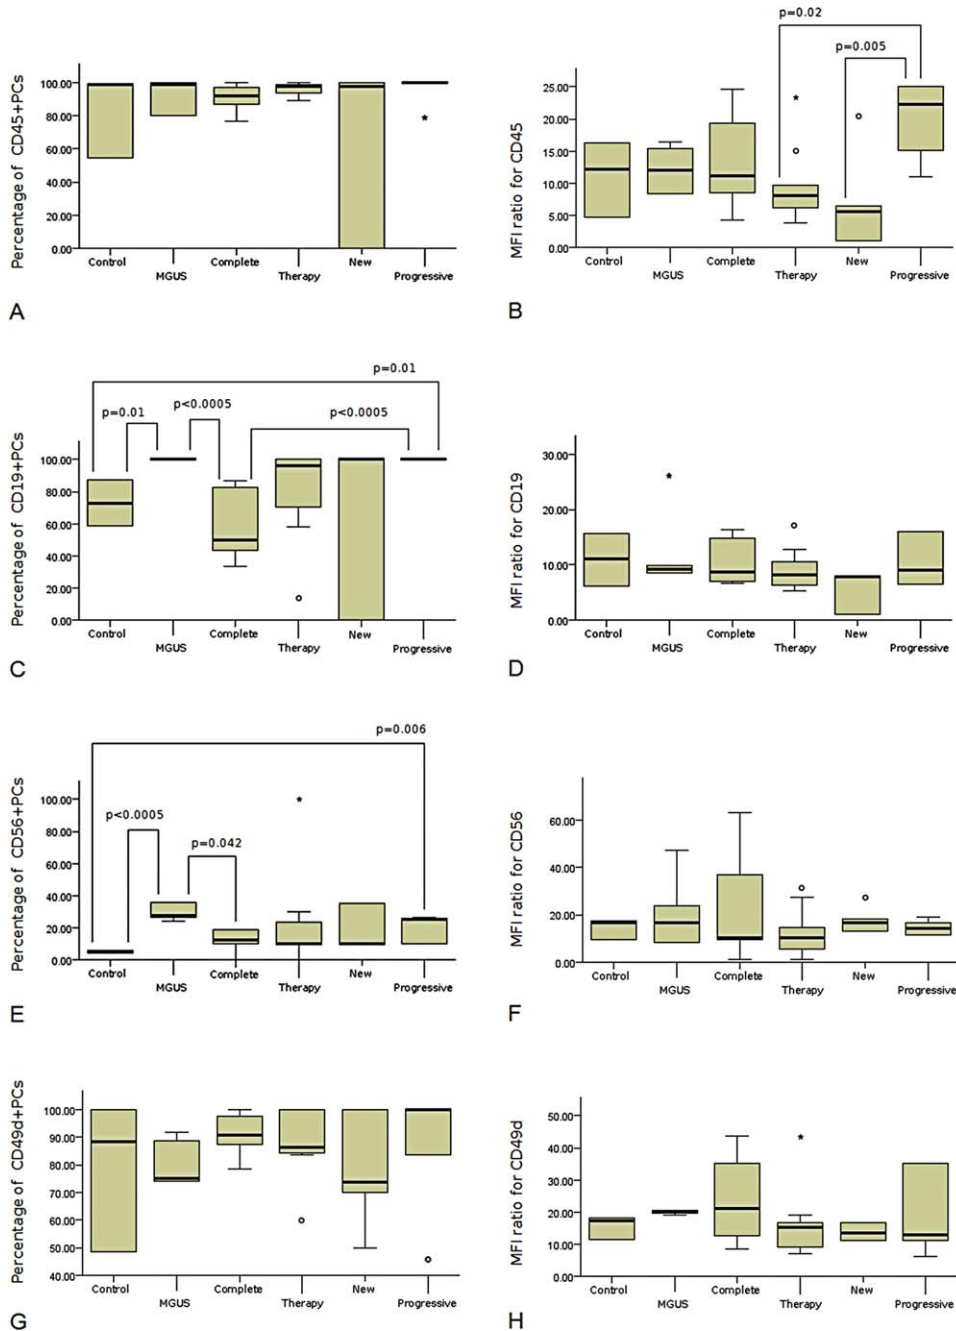 Percentage of CD45+PCs
100.00
80.00
60.00
40.00
20.00
0.00
Control
MGUS
Complete
Therapy
New
Progressive
A
p=0.02
p=0.005
MFI ratio for CD45
25.00
20.00
15.00
10.00
5.00
0.00
Control
MGUS
Complete
Therapy
New
Progressive
B
p=0.01
p=0.01
p<0.0005
p<0.0005
Percentage of CD19+PCs
100.00
80.00
60.00
40.00
20.00
0.00
Control
MGUS
Complete
Therapy
New
Progressive
C
MFI ratio for CD19
30.00
20.00
10.00
0.00
Control
MGUS
Complete
Therapy
New
Progressive
D
p=0.006
p<0.0005
p=0.042
Percentage of CD56+PCs
100.00
80.00
60.00
40.00
20.00
0.00
Control
MGUS
Complete
Therapy
New
Progressive
E
MFI ratio for CD56
60.00
40.00
20.00
0.00
Control
MGUS
Complete
Therapy
New
Progressive
F
Percentage of CD49d+PCs
100.00
90.00
80.00
70.00
60.00
50.00
40.00
Control
MGUS
Complete
Therapy
New
Progressive
G
MFI ratio for CD49d
50.00
40.00
30.00
20.00
10.00
0.00
Control
MGUS
Complete
Therapy
New
Progressive
H